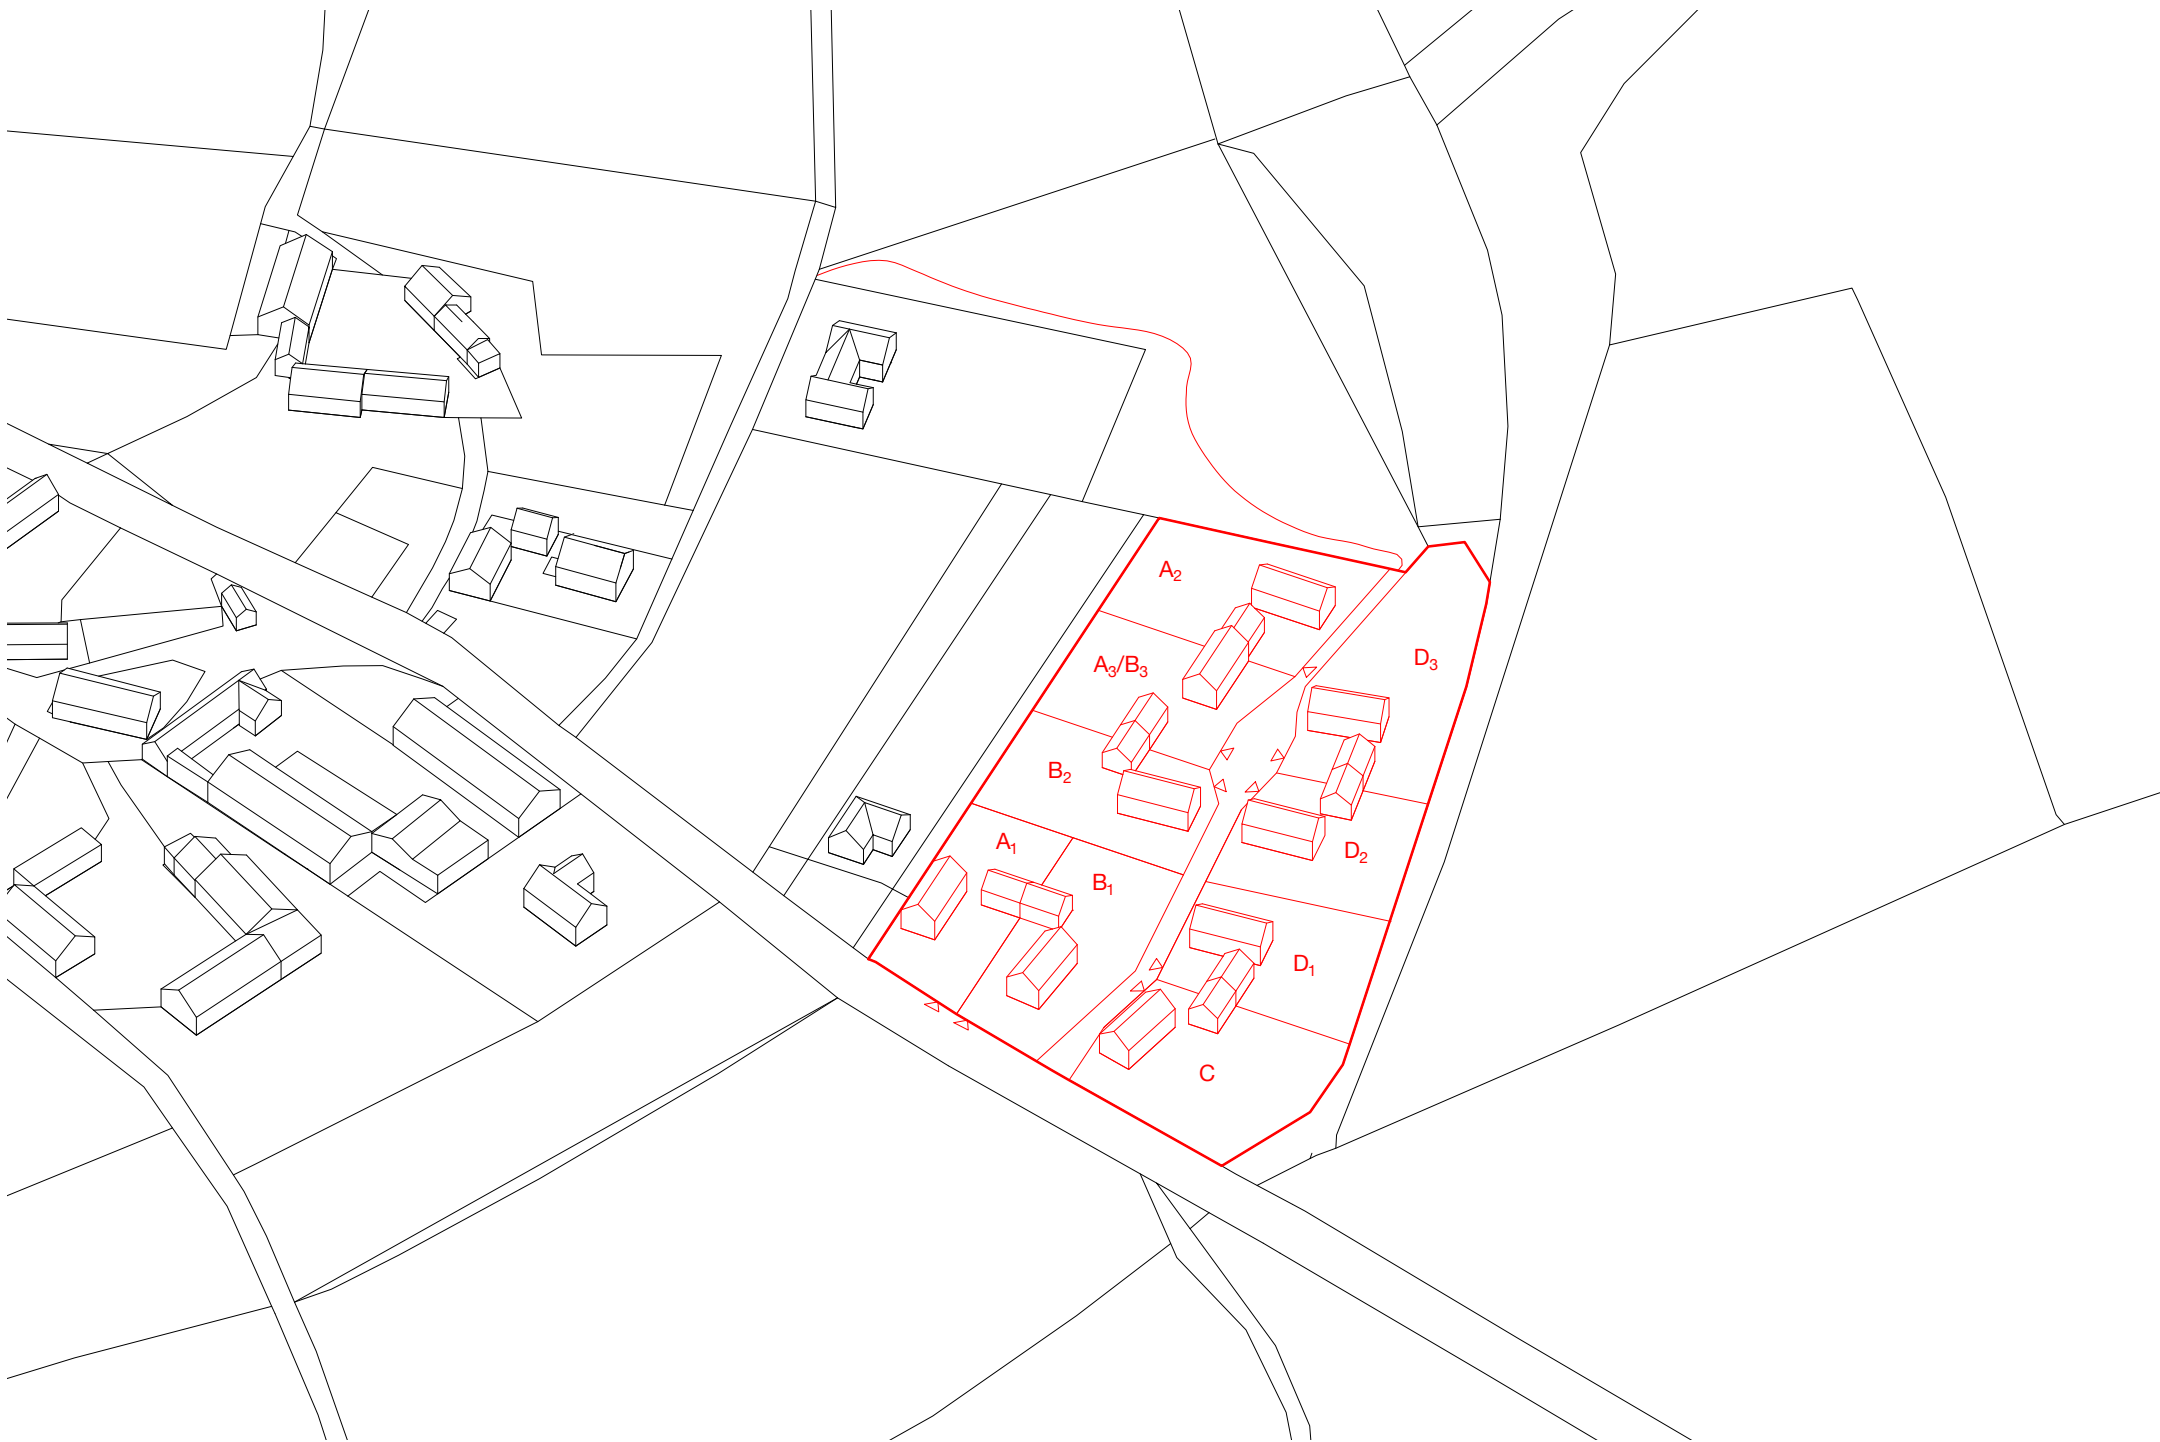 A₂
D₃
A₃/B₃
B₂
A₁
D₂
B₁
D₁
C